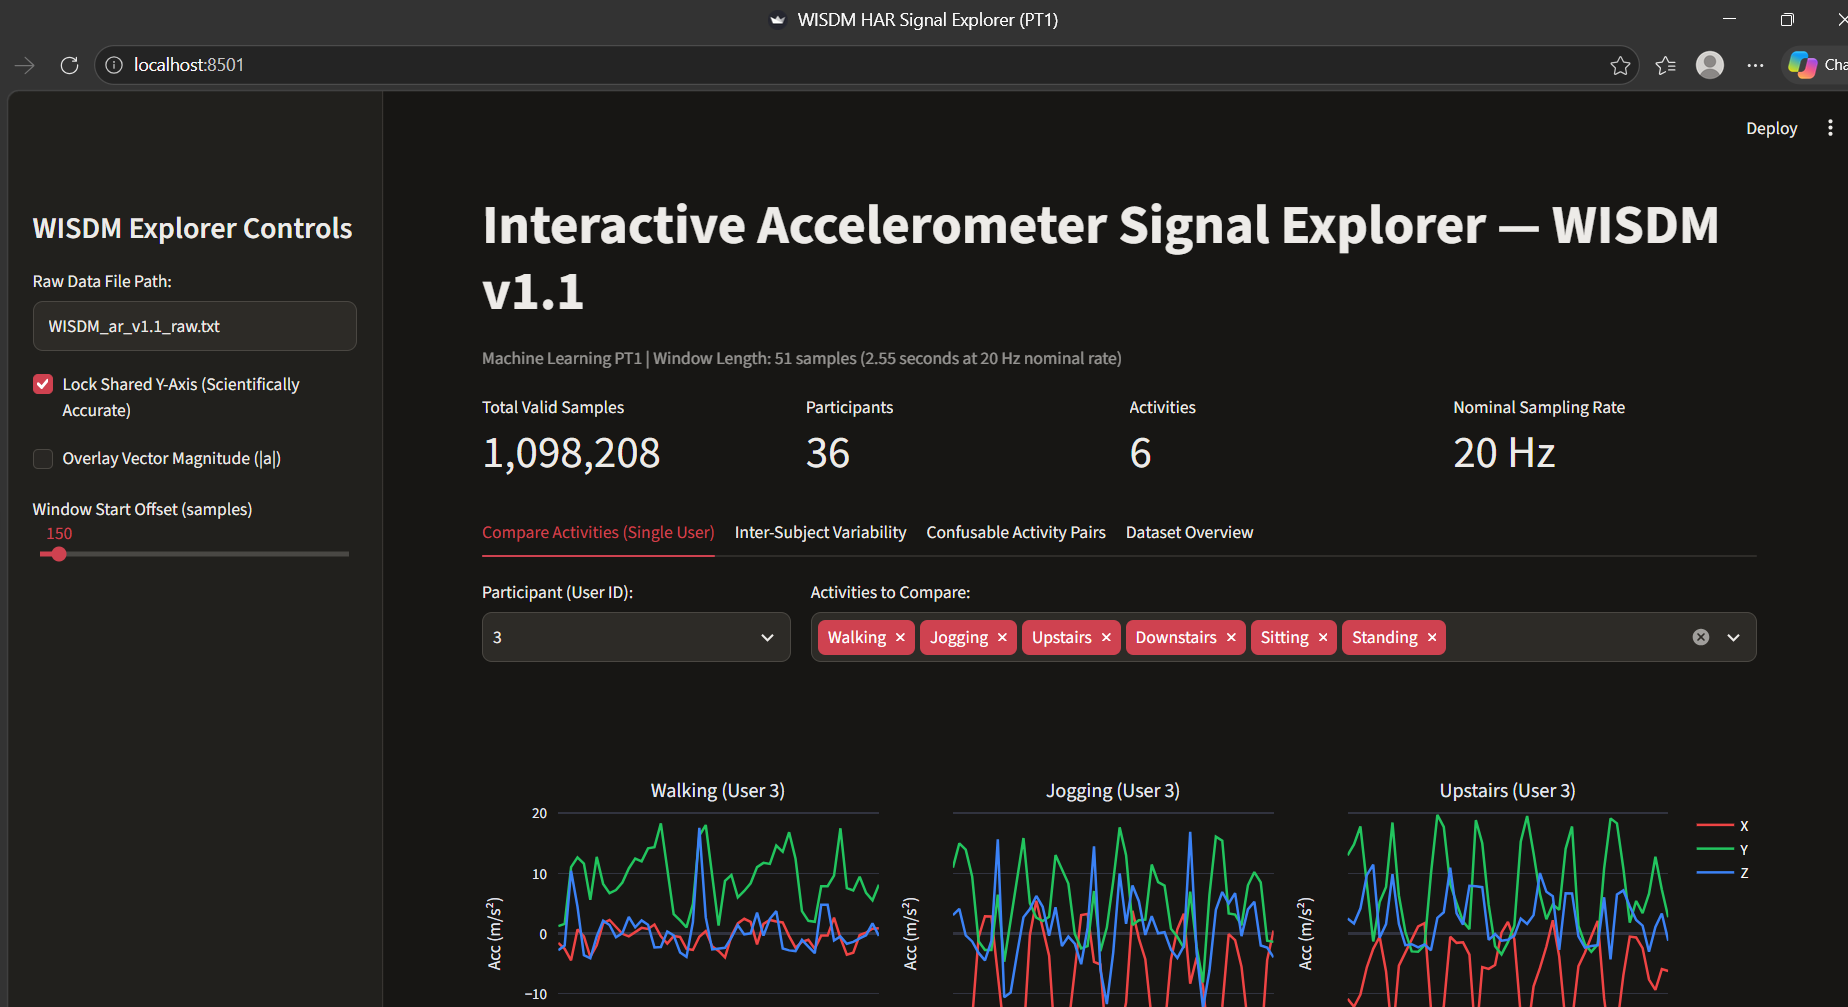 WISDM HAR Signal Explorer (PT1)
localhost:8501
Cha
Deploy
WISDM Explorer Controls
Raw Data File Path:
WISDM_ar_v1.1_raw.txt
Lock Shared Y-Axis (Scientifically
Accurate)
Overlay Vector Magnitude (|a|)
Window Start Offset (samples)
150
Interactive Accelerometer Signal Explorer — WISDM
v1.1
Machine Learning PT1 | Window Length: 51 samples (2.55 seconds at 20 Hz nominal rate)
Total Valid Samples Participants Activities Nominal Sampling Rate
1,098,208 36 6 20 Hz
Compare Activities (Single User) Inter-Subject Variability Confusable Activity Pairs Dataset Overview
Participant (User ID): Activities to Compare:
3 Walking × Jogging × Upstairs × Downstairs × Sitting × Standing ×
Walking (User 3) Jogging (User 3) Upstairs (User 3)
20
10
0
−10
Acc (m/s²)
Acc (m/s²)
Acc (m/s²)
X
Y
Z